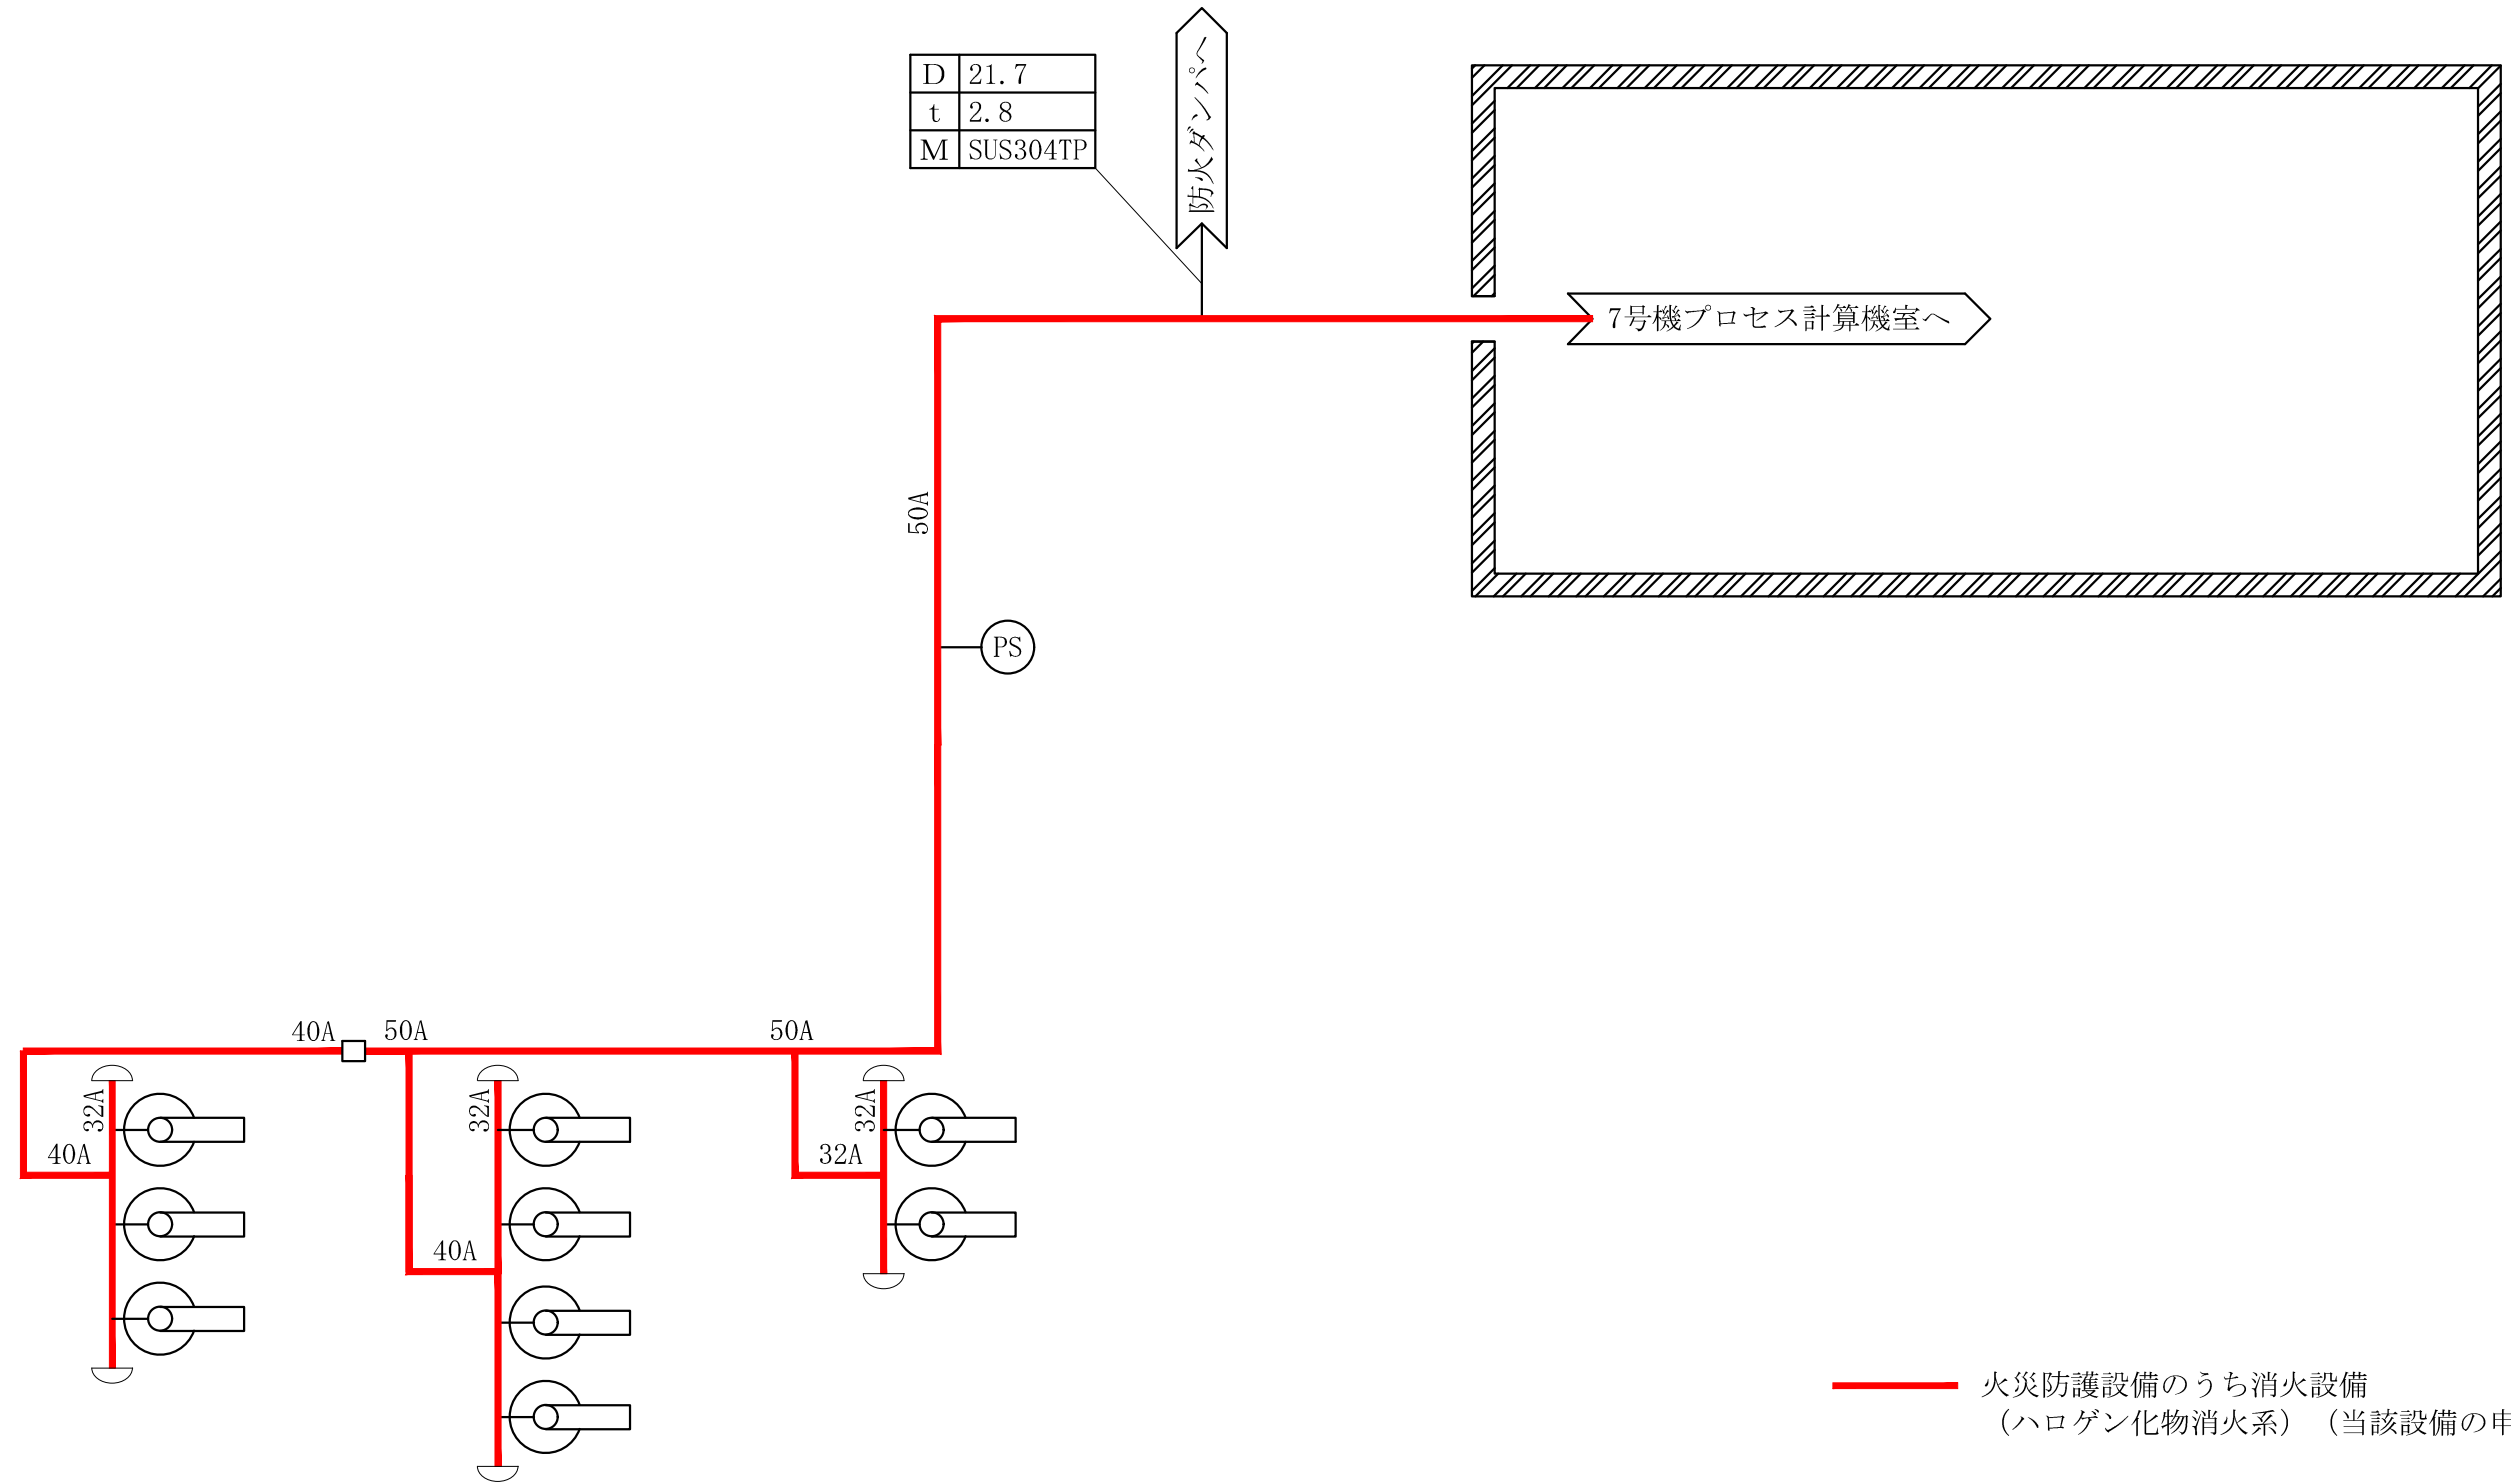 D 21.7
t 2.8
M SUS304TP
防火ダンパへ
7号機プロセス計算機室へ
50A
PS
40A
50A
50A
32A
32A
32A
40A
32A
40A
火災防護設備のうち消火設備
（ハロゲン化物消火系）（当該設備の申